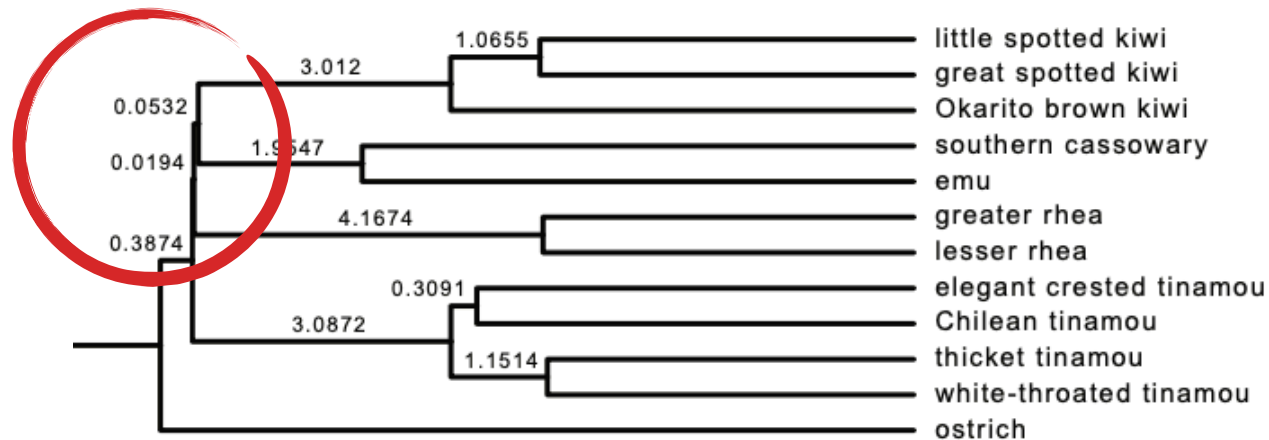 little spotted kiwi
1.0655
great spotted kiwi
3.012
0.0532
Okarito brown kiwi
southern cassowary
0.0194
emu
greater rhea
4.1674
0.3874
lesser rhea
elegant crested tinamou
0.3091
Chilean tinamou
3.0872
thicket tinamou
1.1514
white-throated tinamou
ostrich